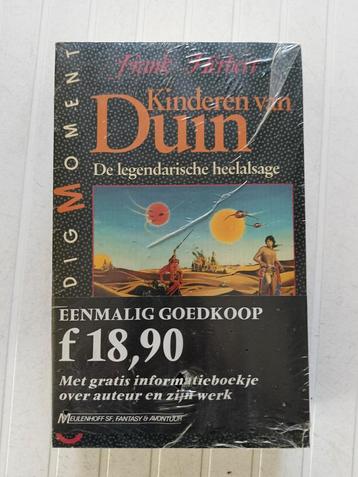 Frank Herbert
Kinderen van
Duin
De legendarische heelalsage
DIG MOMENT
EENMALIG GOEDKOOP
f 18,90
Met gratis informatieboekje
over auteur en zijn werk
MEULENHOFF SF, FANTASY & AVONTUUR